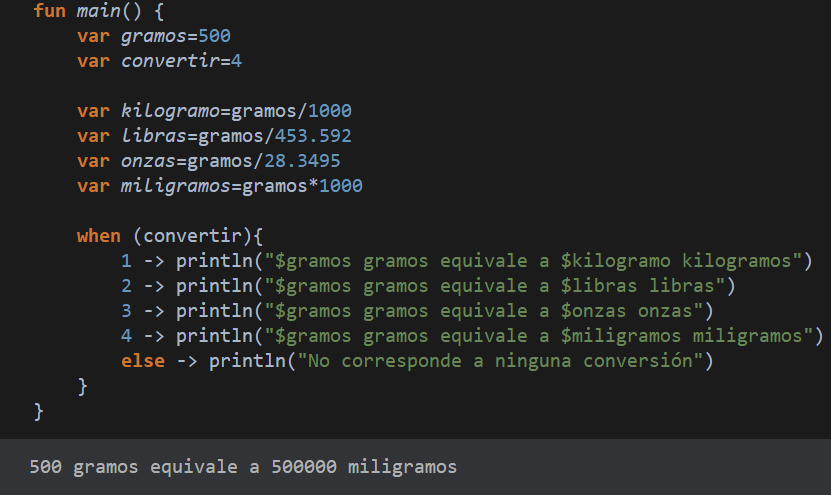 fun main() {
    var gramos=500
    var convertir=4

    var kilogramo=gramos/1000
    var libras=gramos/453.592
    var onzas=gramos/28.3495
    var miligramos=gramos*1000

    when (convertir){
        1 -> println("$gramos gramos equivale a $kilogramo kilogramos")
        2 -> println("$gramos gramos equivale a $libras libras")
        3 -> println("$gramos gramos equivale a $onzas onzas")
        4 -> println("$gramos gramos equivale a $miligramos miligramos")
        else -> println("No corresponde a ninguna conversión")
    }
}
500 gramos equivale a 500000 miligramos